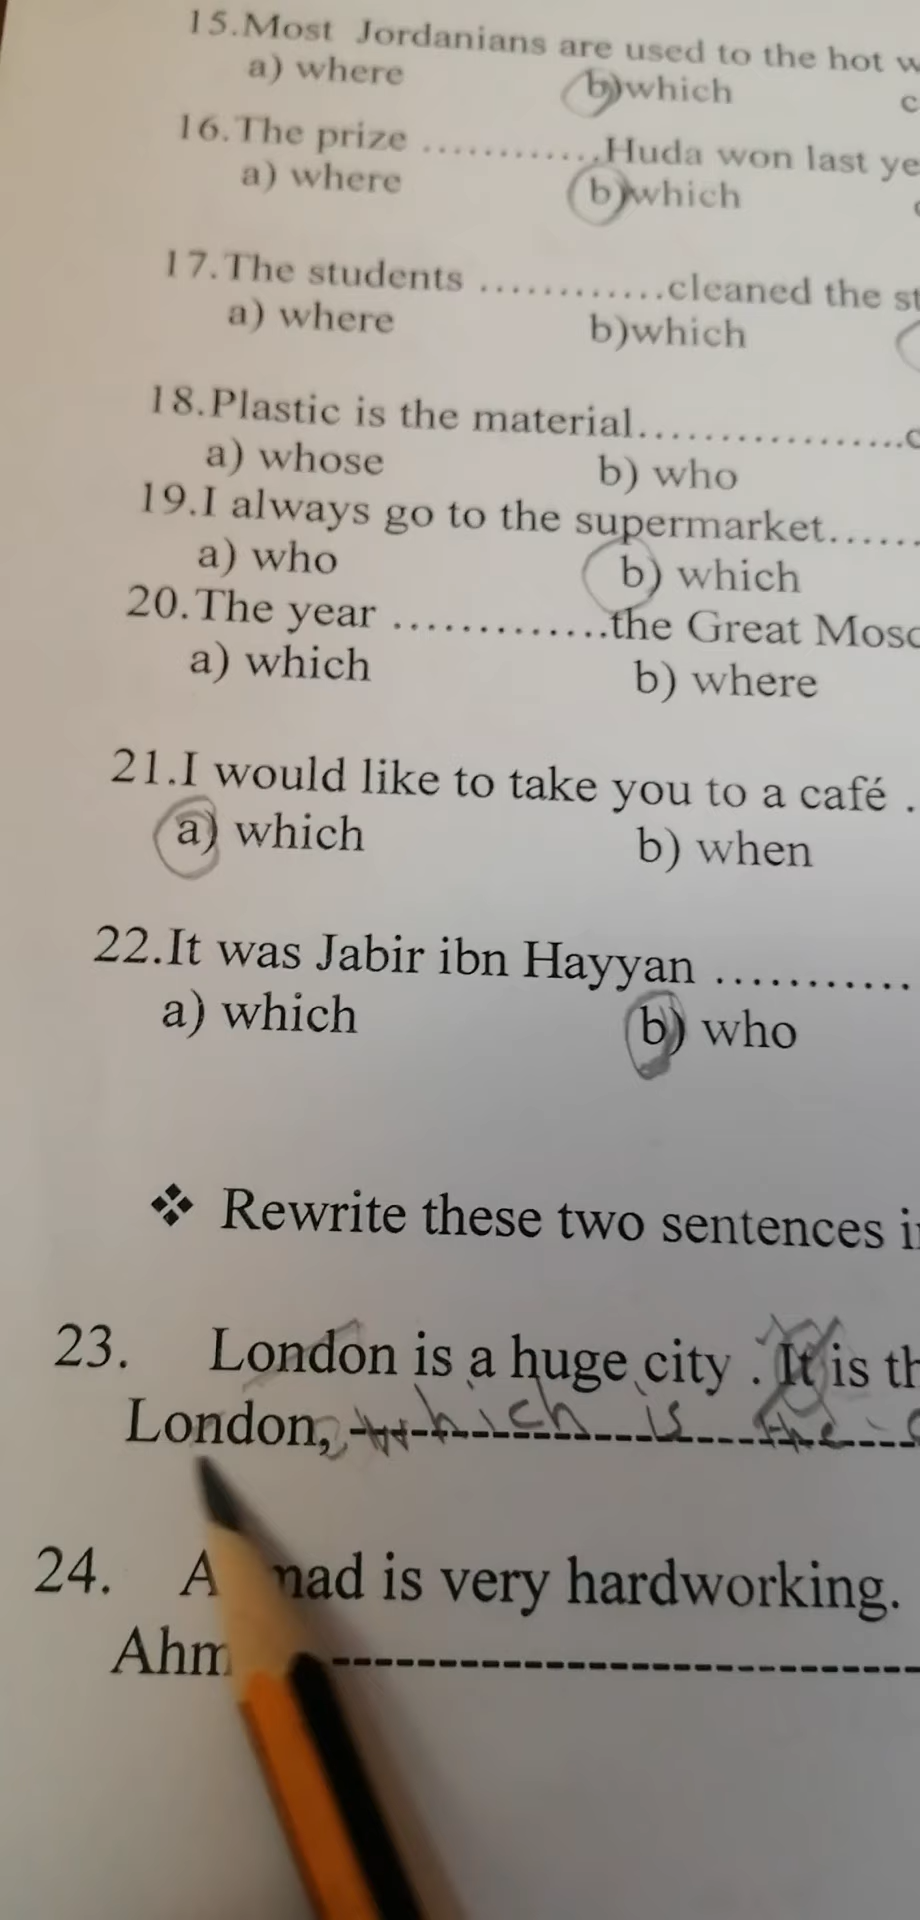 15.Most Jordanians are used to the hot
a) where b)which c
16.The prize .............Huda won last ye
a) where b)which
17.The students ............cleaned the st
a) where b)which
18.Plastic is the material.................
a) whose b) who
19.I always go to the supermarket......
a) who b) which
20.The year .............the Great Mosq
a) which b) where
21.I would like to take you to a café .
a) which b) when
22.It was Jabir ibn Hayyan ...........
a) which b) who
❖ Rewrite these two sentences i
23. London is a huge city . It is th
London, which is the
24. A mad is very hardworking.
Ahm --------------------------